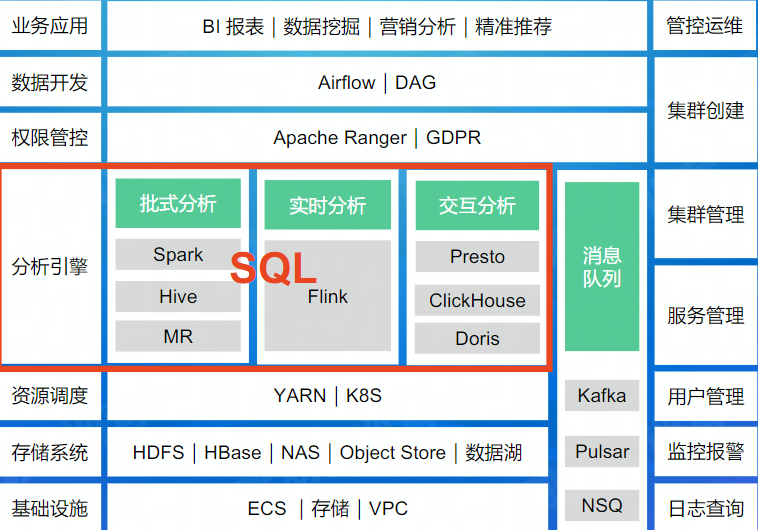 业务应用
BI 报表｜数据挖掘｜营销分析｜精准推荐
管控运维
数据开发
Airflow｜DAG
集群创建
权限管控
Apache Ranger｜GDPR
分析引擎
批式分析
Spark
Hive
MR
实时分析
Flink
SQL
交互分析
Presto
ClickHouse
Doris
消息
队列
Kafka
Pulsar
NSQ
集群管理
服务管理
资源调度
YARN｜K8S
用户管理
存储系统
HDFS｜HBase｜NAS｜Object Store｜数据湖
监控报警
基础设施
ECS ｜存储｜VPC
日志查询